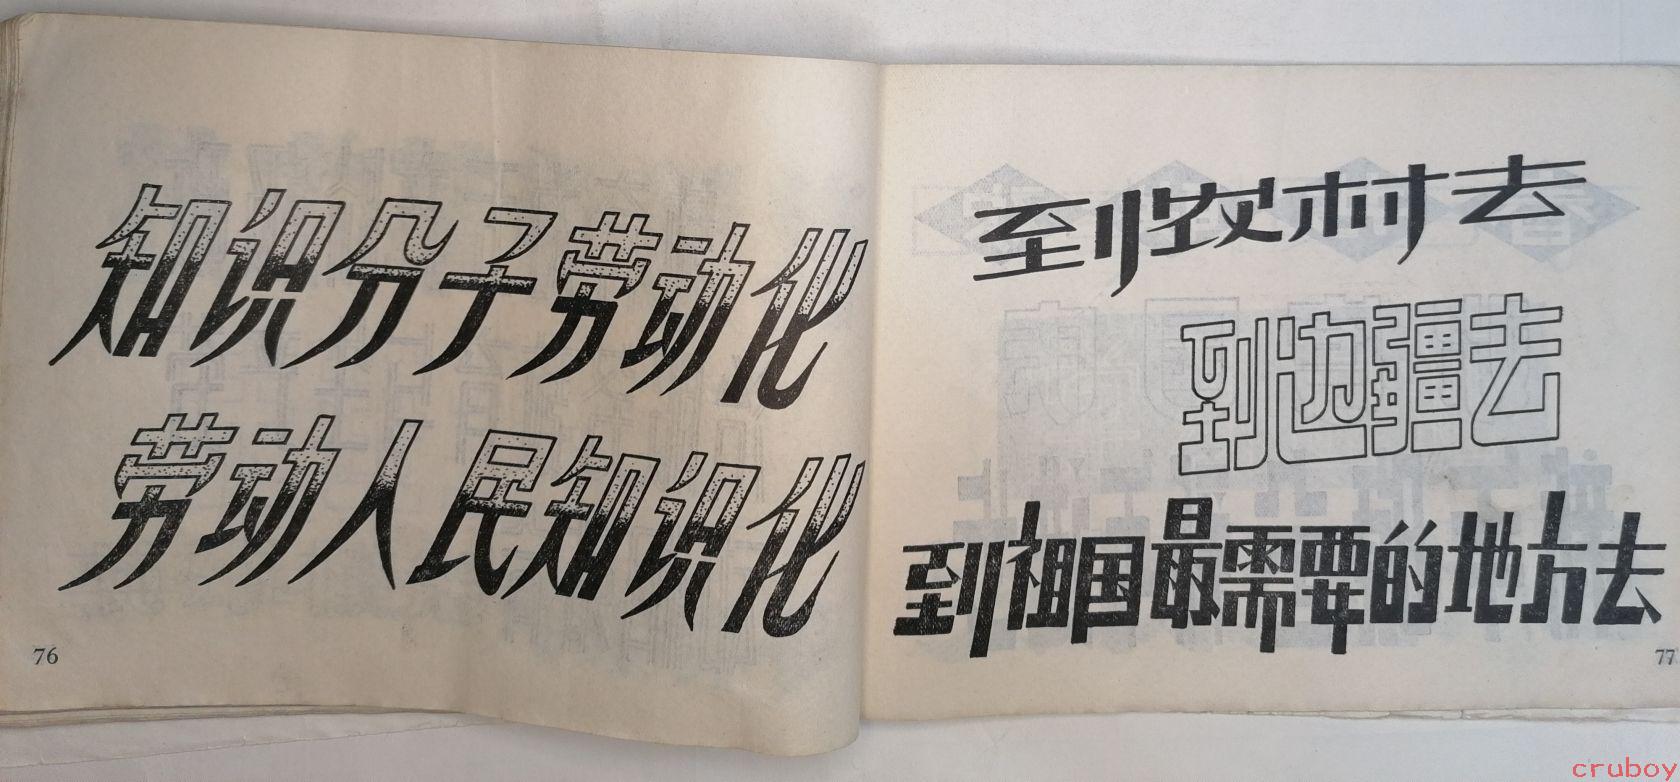 知识分子劳动化
劳动人民知识化
76
到农村去
到边疆去
到祖国最需要的地方去
77
cruboy